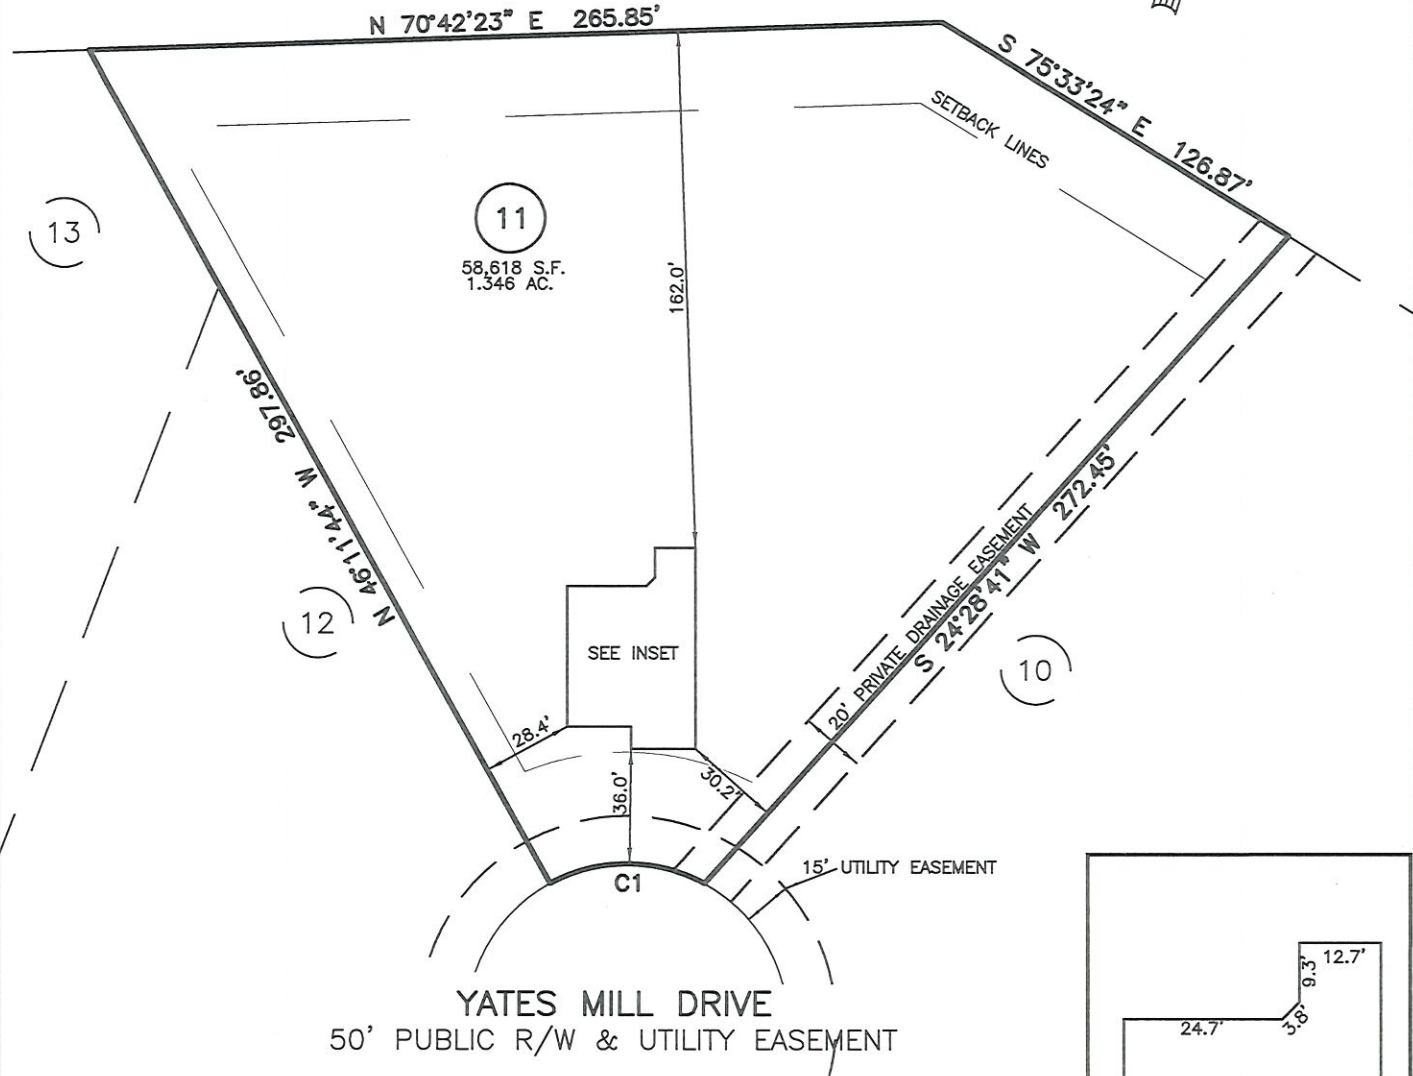 N 70°42'23" E 265.85'
S 75°33'24" E 126.87'
SETBACK LINES
13
11
58,618 S.F.
1.346 AC.
162.0'
N 46°11'44" W 297.86'
12
SEE INSET
20' PRIVATE DRAINAGE EASEMENT
S 24°28'41" W 272.45'
10
28.4'
36.0'
30.2'
C1
15' UTILITY EASEMENT
YATES MILL DRIVE
50' PUBLIC R/W & UTILITY EASEMENT
12.7'
9.3'
3.8'
24.7'